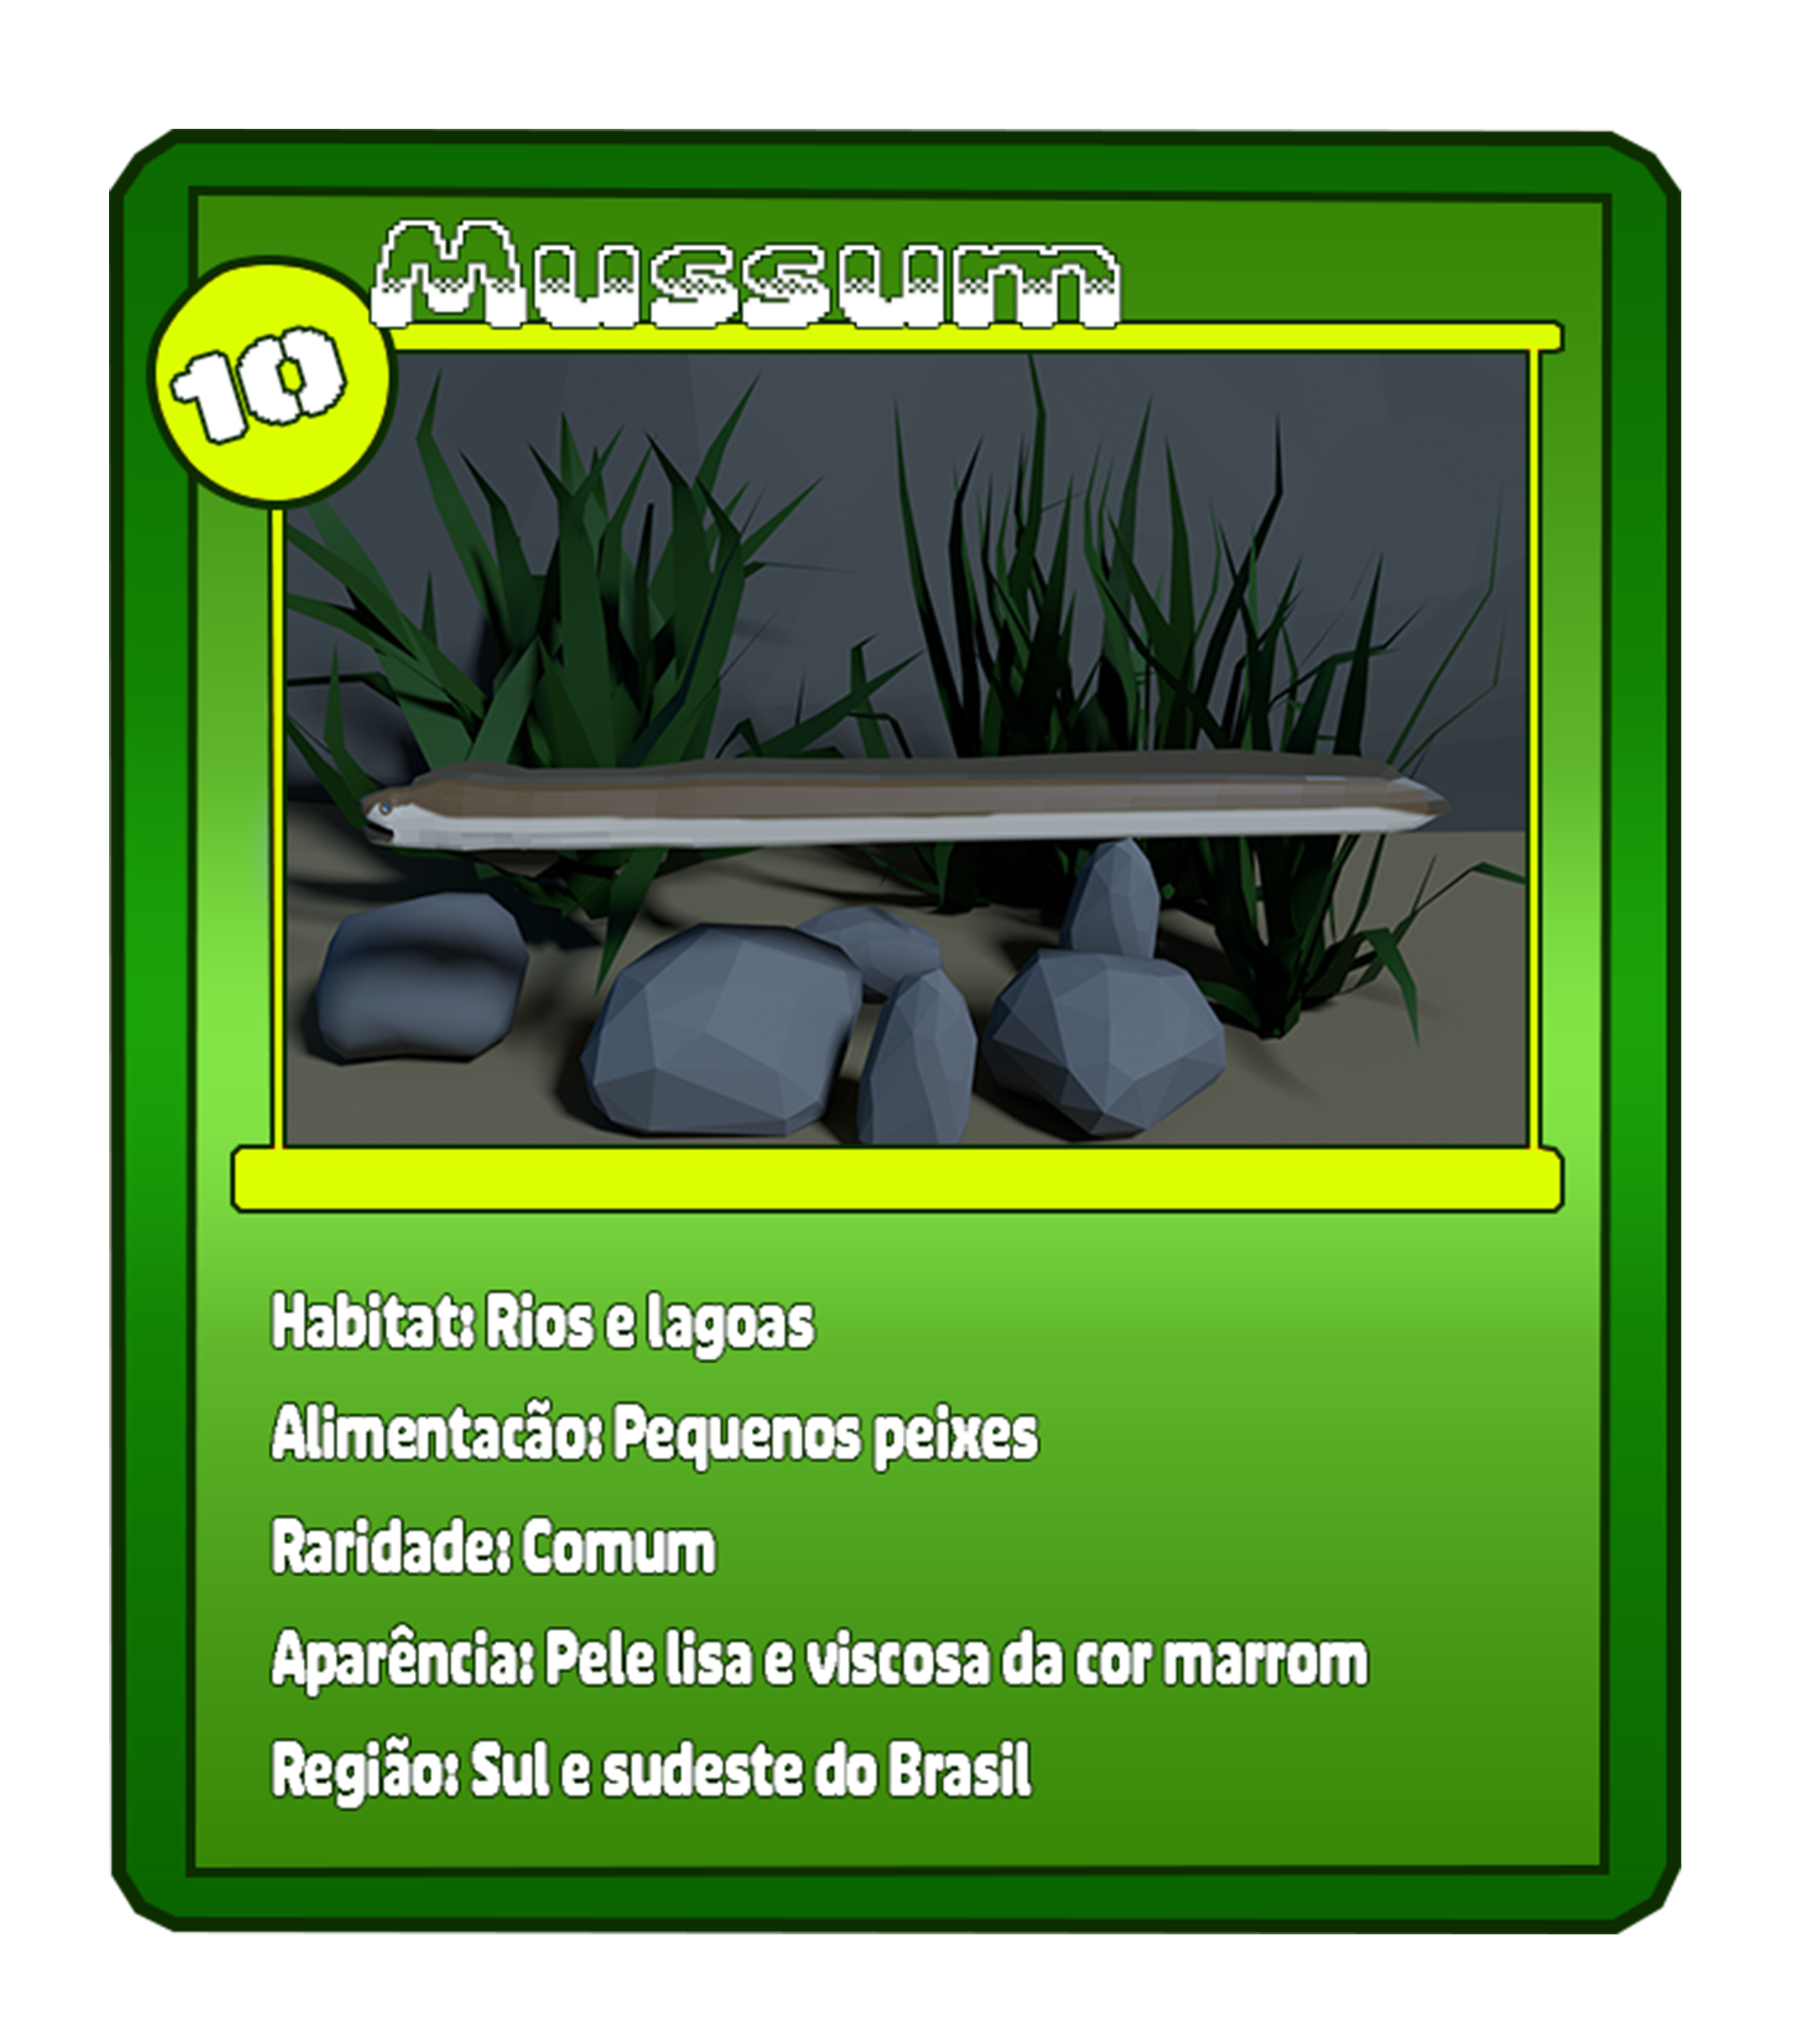 Mussum
10
Habitat: Rios e lagoas
Alimentacão: Pequenos peixes
Raridade: Comum
Aparência: Pele lisa e viscosa da cor marrom
Região: Sul e sudeste do Brasil